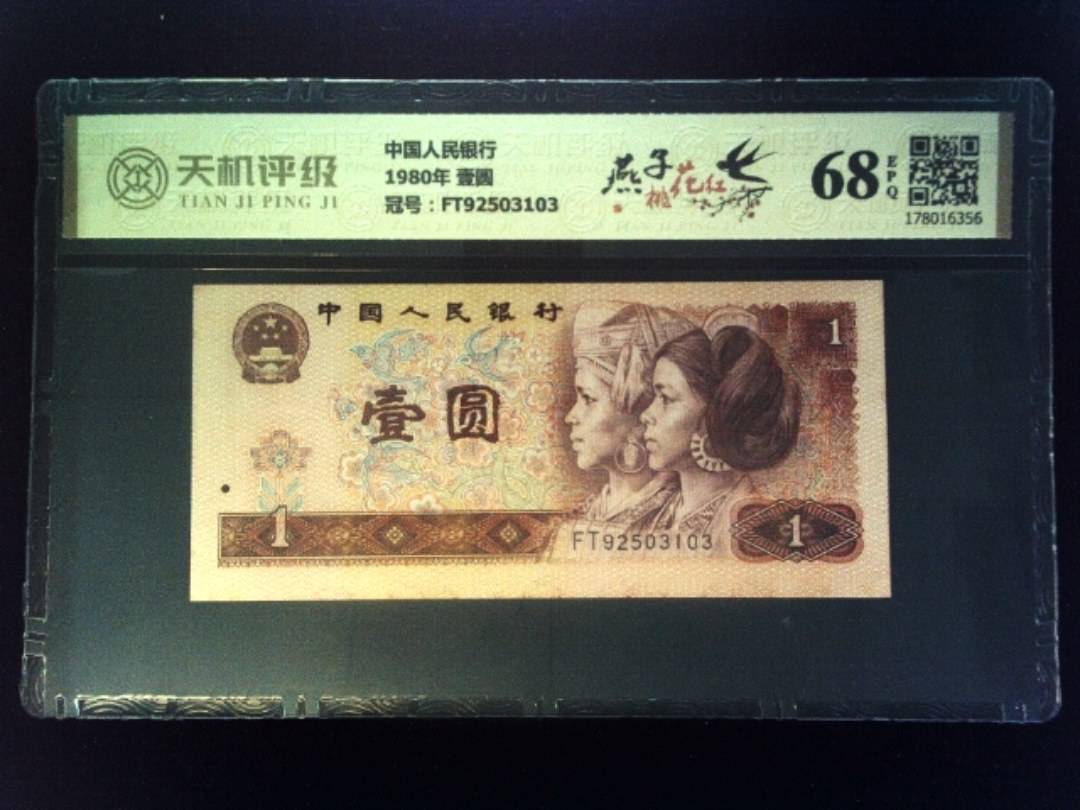 天机评级
TIAN JI PING JI
中国人民银行
1980年 壹圆
冠号：FT92503103
燕子
桃花红
68
EPQ
178016356
中国人民银行
壹圆
1
1
FT92503103
1